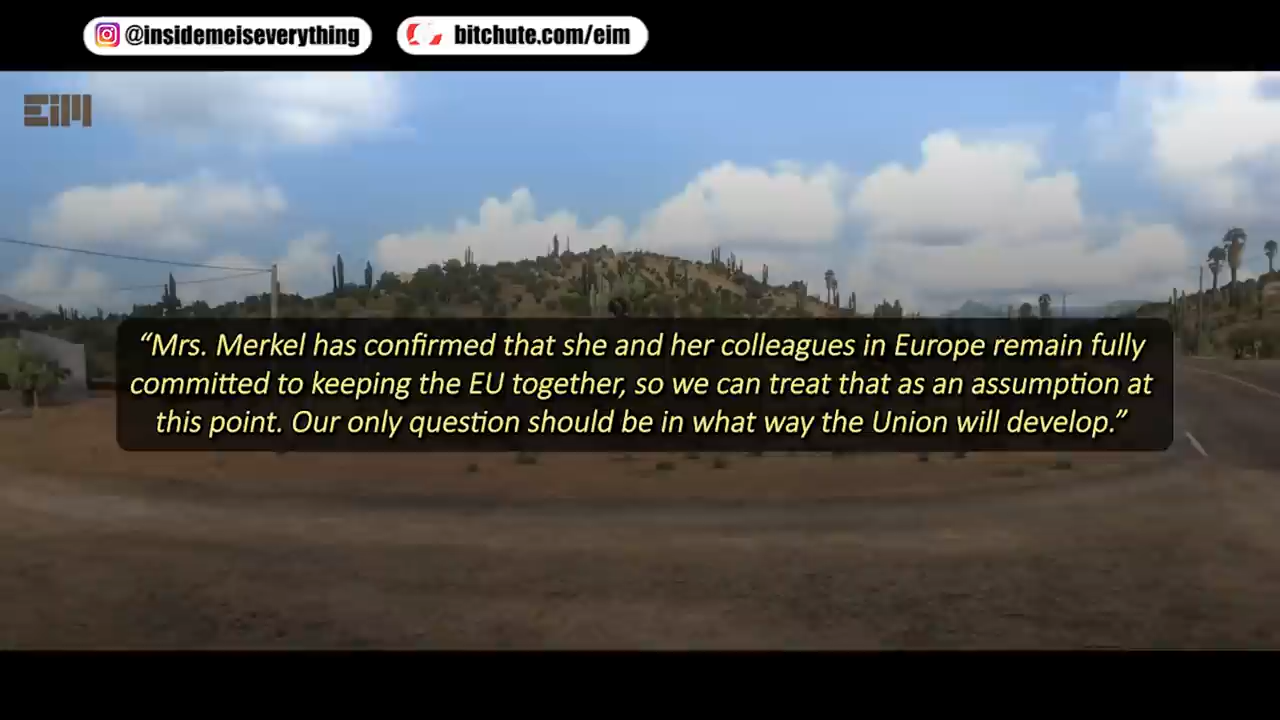 @insidemeiseverything
bitchute.com/eim
EiM
“Mrs. Merkel has confirmed that she and her colleagues in Europe remain fully
committed to keeping the EU together, so we can treat that as an assumption at
this point. Our only question should be in what way the Union will develop.”